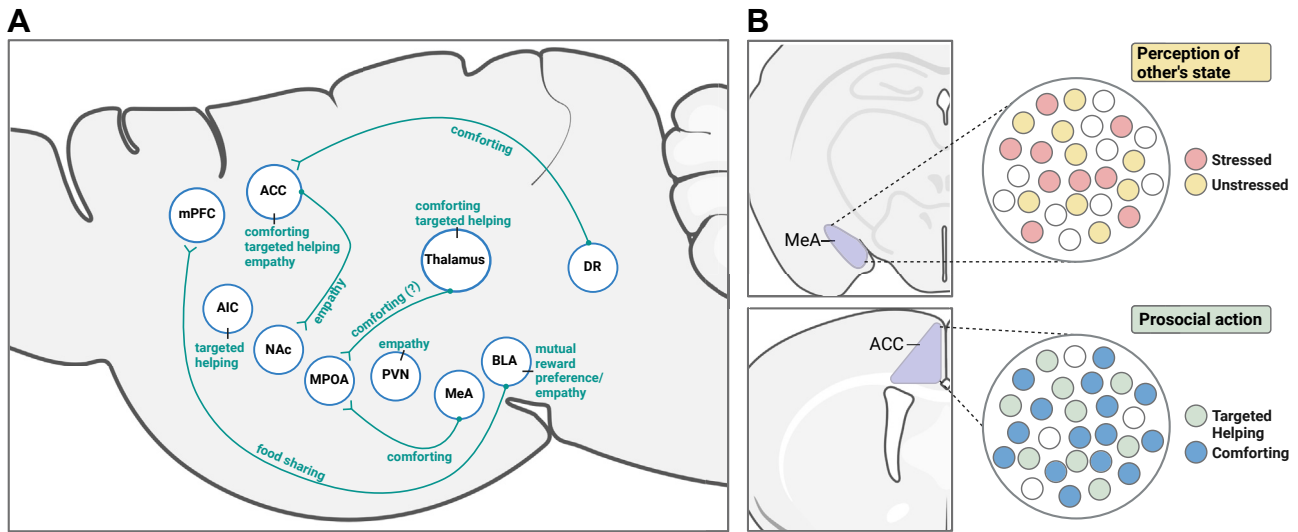 A
comforting
ACC
mPFC
comforting
targeted helping
empathy
comforting
targeted helping
Thalamus
DR
AIC
targeted
helping
empathy
comforting (?)
NAc
MPOA
empathy
PVN
MeA
BLA
mutual
reward
preference/
empathy
comforting
food sharing
B
Perception of
other's state
MeA
Stressed
Unstressed
Prosocial action
ACC
Targeted
Helping
Comforting